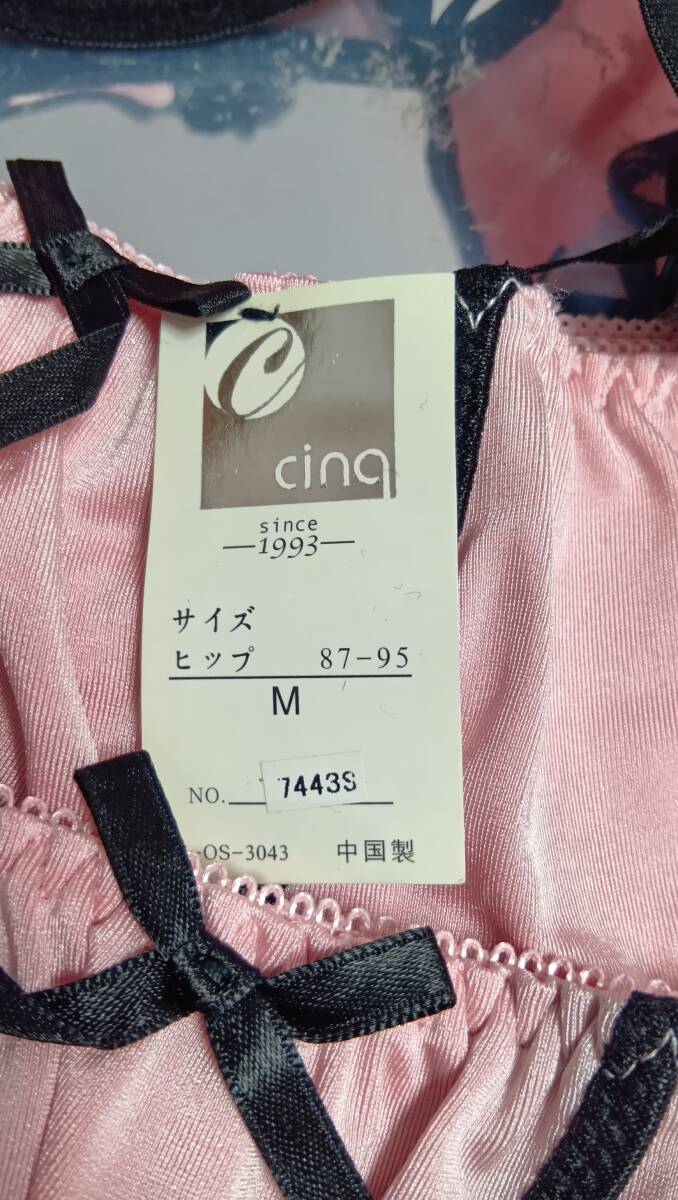 cinq
since
1993
サイズ
ヒップ 87-95
M
NO. 7443S
-OS-3043 中国製